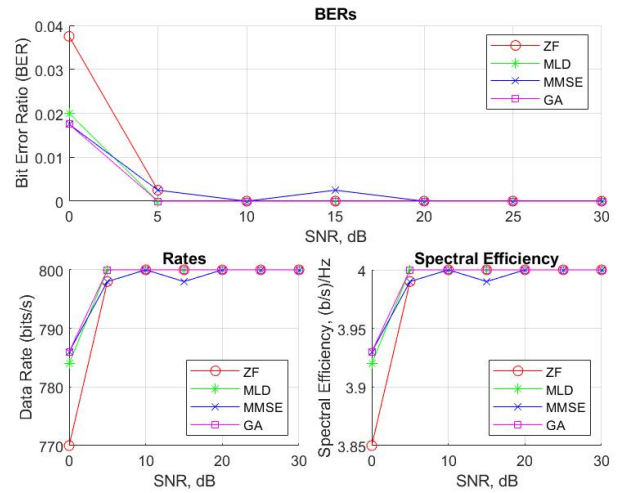 BERs
Bit Error Ratio (BER)
0.04
0.03
0.02
0.01
0
0
5
10
15
20
25
30
SNR, dB
ZF
MLD
MMSE
GA
Rates
Data Rate (bits/s)
800
790
780
770
0
10
20
30
SNR, dB
ZF
MLD
MMSE
GA
Spectral Efficiency
Spectral Efficiency, (b/s)/Hz
4
3.95
3.9
3.85
0
10
20
30
SNR, dB
ZF
MLD
MMSE
GA